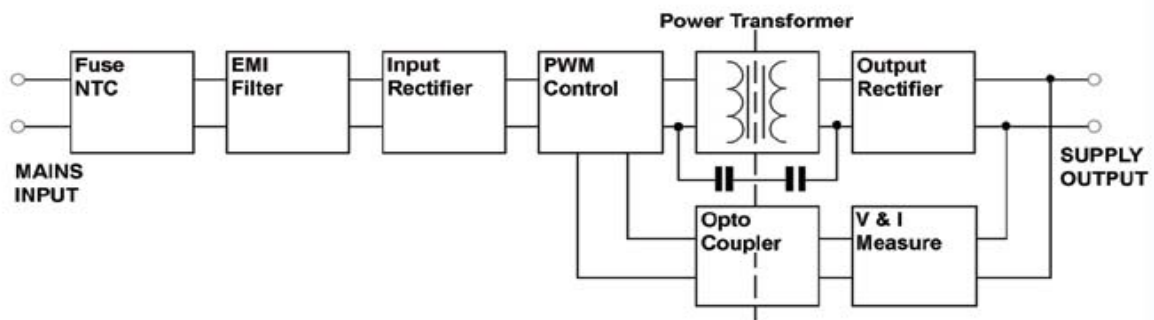 Power Transformer
Fuse
NTC
EMI
Filter
Input
Rectifier
PWM
Control
Output
Rectifier
MAINS
INPUT
SUPPLY
OUTPUT
Opto
Coupler
V & I
Measure